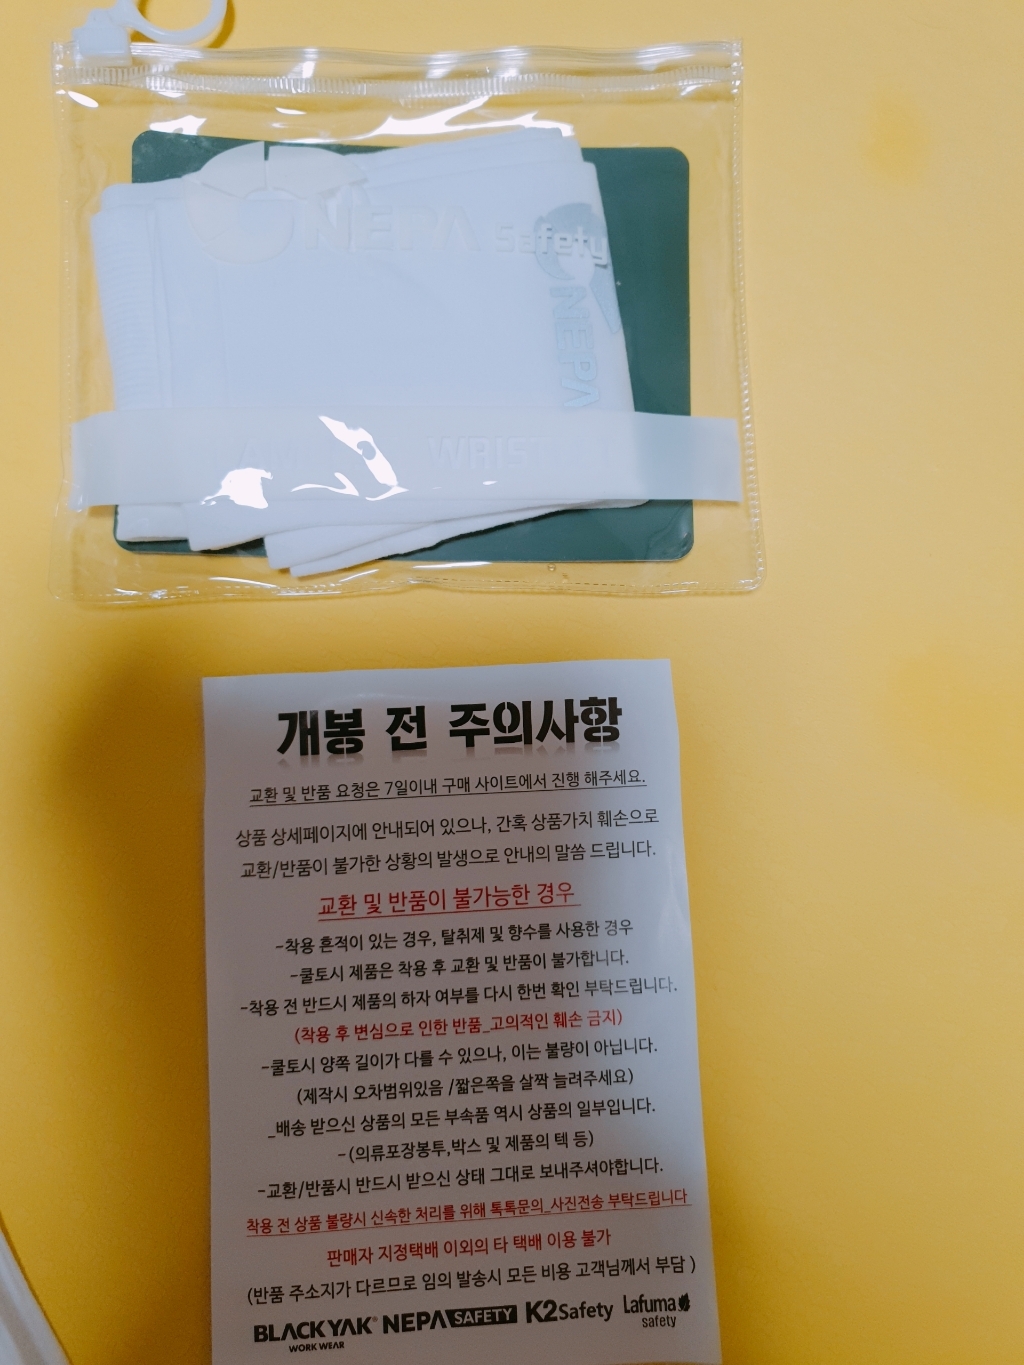 NEPA Safety
NEPA
WRIST
개봉 전 주의사항
교환 및 반품 요청은 7일이내 구매 사이트에서 진행 해주세요.
상품 상세페이지에 안내되어 있으나, 간혹 상품가치 훼손으로
교환/반품이 불가한 상황의 발생으로 안내의 말씀 드립니다.
교환 및 반품이 불가능한 경우
-착용 흔적이 있는 경우, 탈취제 및 향수를 사용한 경우
-쿨토시 제품은 착용 후 교환 및 반품이 불가합니다.
-착용 전 반드시 제품의 하자 여부를 다시 한번 확인 부탁드립니다.
(착용 후 변심으로 인한 반품_고의적인 훼손 금지)
-쿨토시 양쪽 길이가 다를 수 있으나, 이는 불량이 아닙니다.
(제작시 오차범위있음 /짧은쪽을 살짝 늘려주세요)
_배송 받으신 상품의 모든 부속품 역시 상품의 일부입니다.
-(의류포장봉투,박스 및 제품의 텍 등)
-교환/반품시 반드시 받으신 상태 그대로 보내주셔야합니다.
착용 전 상품 불량시 신속한 처리를 위해 톡톡문의_사진전송 부탁드립니다
판매자 지정택배 이외의 타 택배 이용 불가
(반품 주소지가 다르므로 임의 발송시 모든 비용 고객님께서 부담 )
BLACKYAK WORK WEAR NEPA SAFETY K2 Safety Lafuma safety